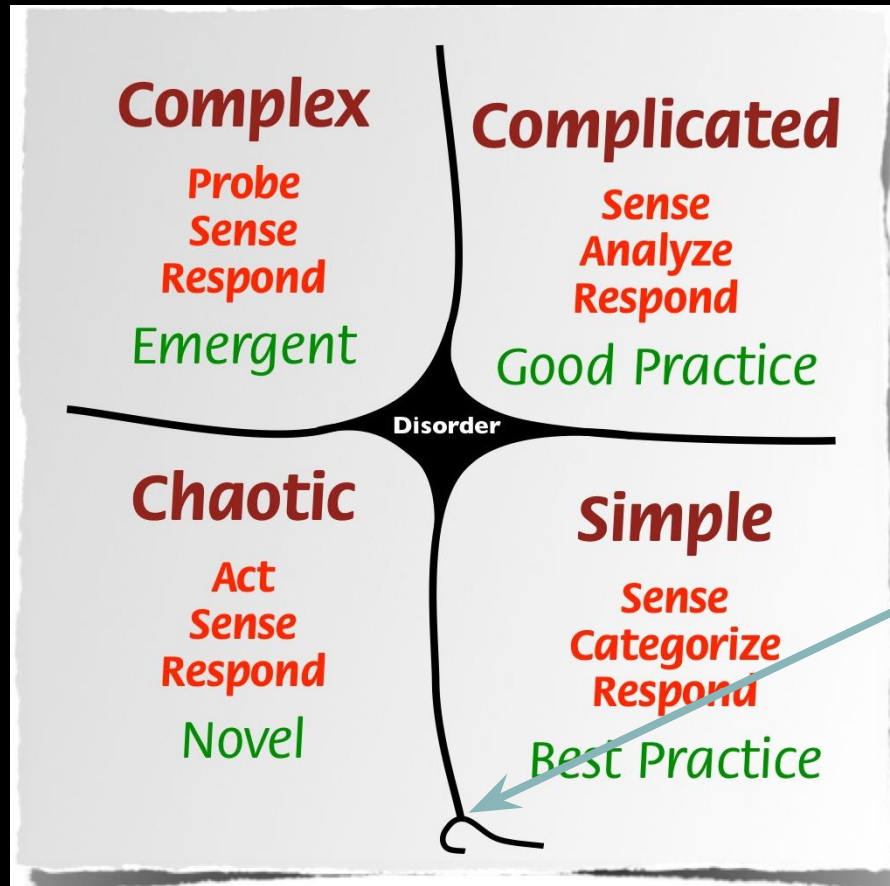 Complex
Probe
Sense
Respond
Emergent
Complicated
Sense
Analyze
Respond
Good Practice
Disorder
Chaotic
Act
Sense
Respond
Novel
Simple
Sense
Categorize
Respond
Best Practice